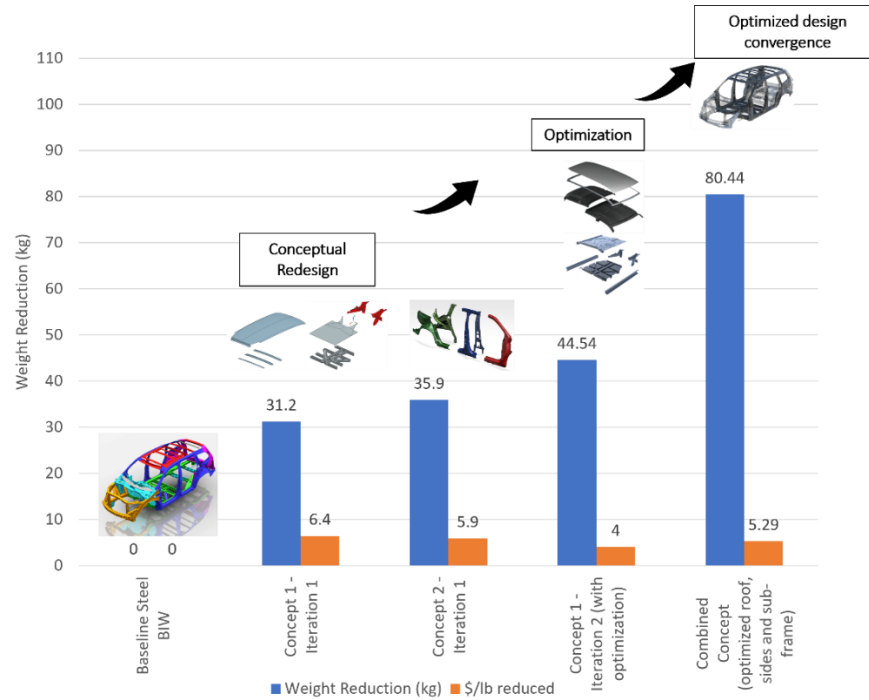 Optimized design
convergence
110
100
90
80
70
60
50
40
30
20
10
0
Weight Reduction (kg)
Optimization
80.44
Conceptual
Redesign
44.54
35.9
31.2
6.4
5.9
4
5.29
0
0
Baseline Steel
BIW
Concept 1 -
Iteration 1
Concept 2 -
Iteration 1
Concept 1 -
Iteration 2 (with
optimization)
Combined
Concept
(optimized roof,
sides and sub-
frame)
Weight Reduction (kg)
$/lb reduced